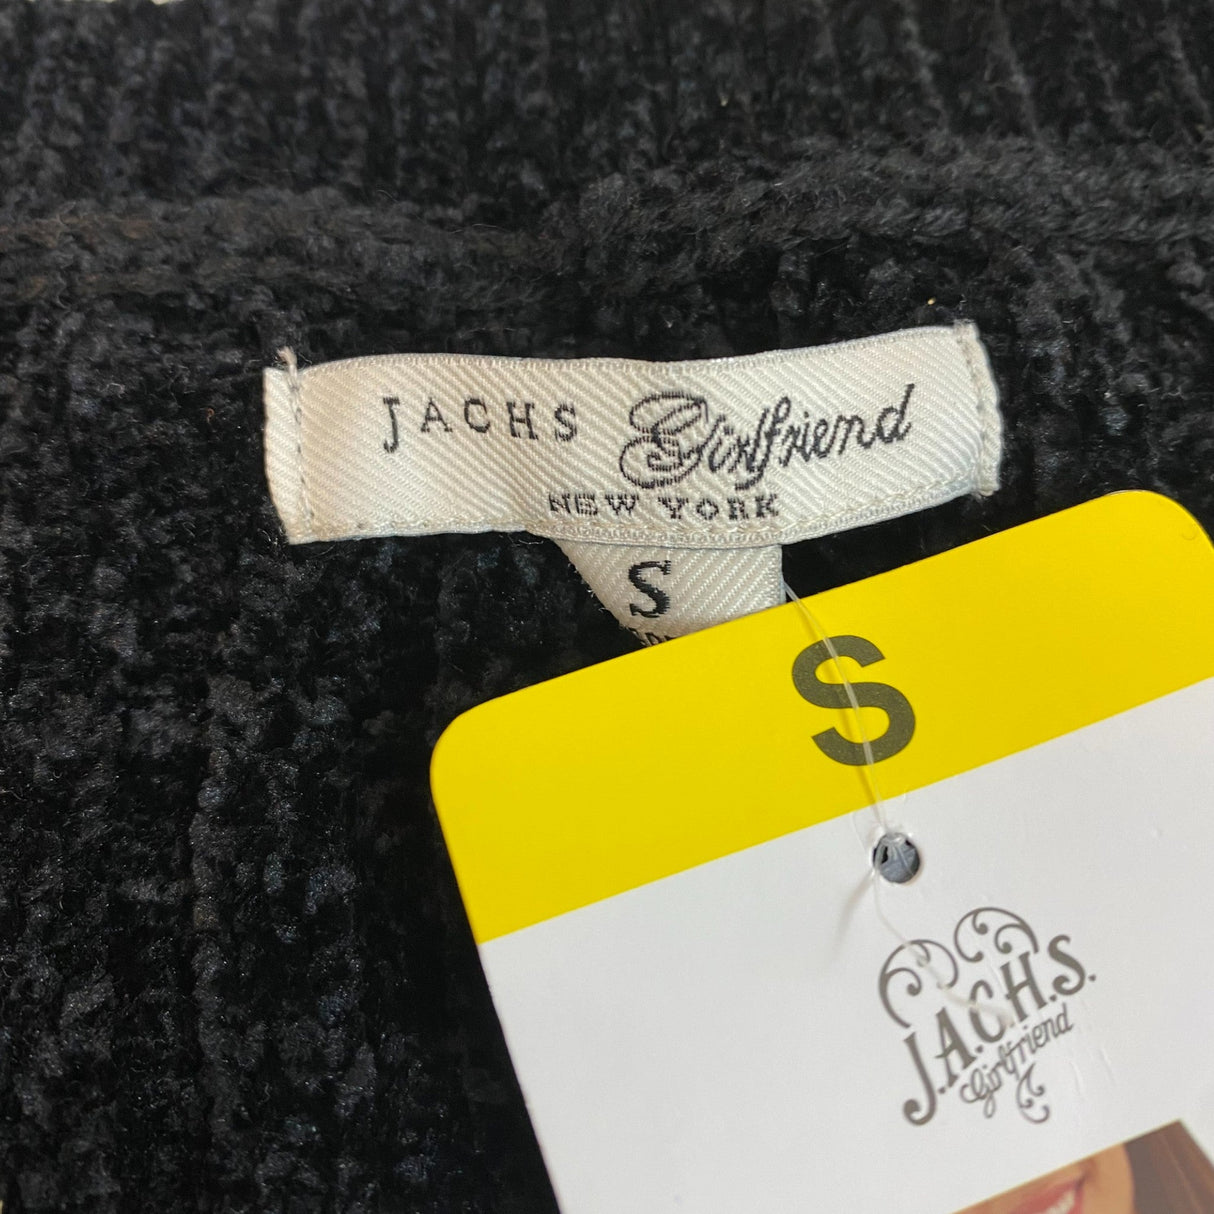 JACHS Girlfriend
NEW YORK
S
S
J.A.C.H.S.
Girlfriend